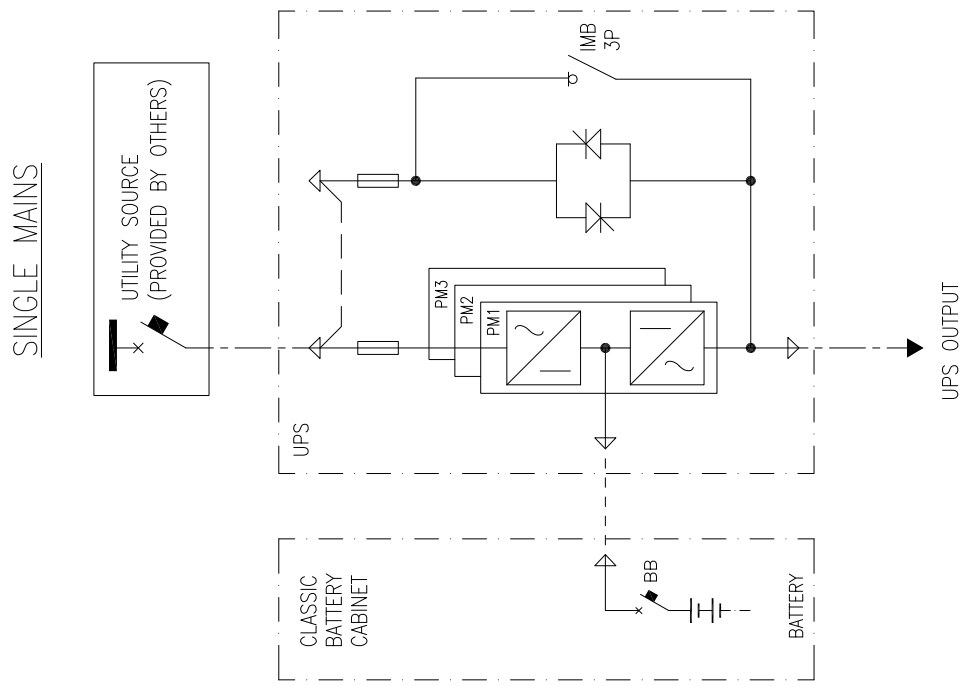 SINGLE MAINS
UTILITY SOURCE
(PROVIDED BY OTHERS)
UPS
IMB
3P
PM3
PM2
PM1
CLASSIC
BATTERY
CABINET
BB
BATTERY
UPS OUTPUT